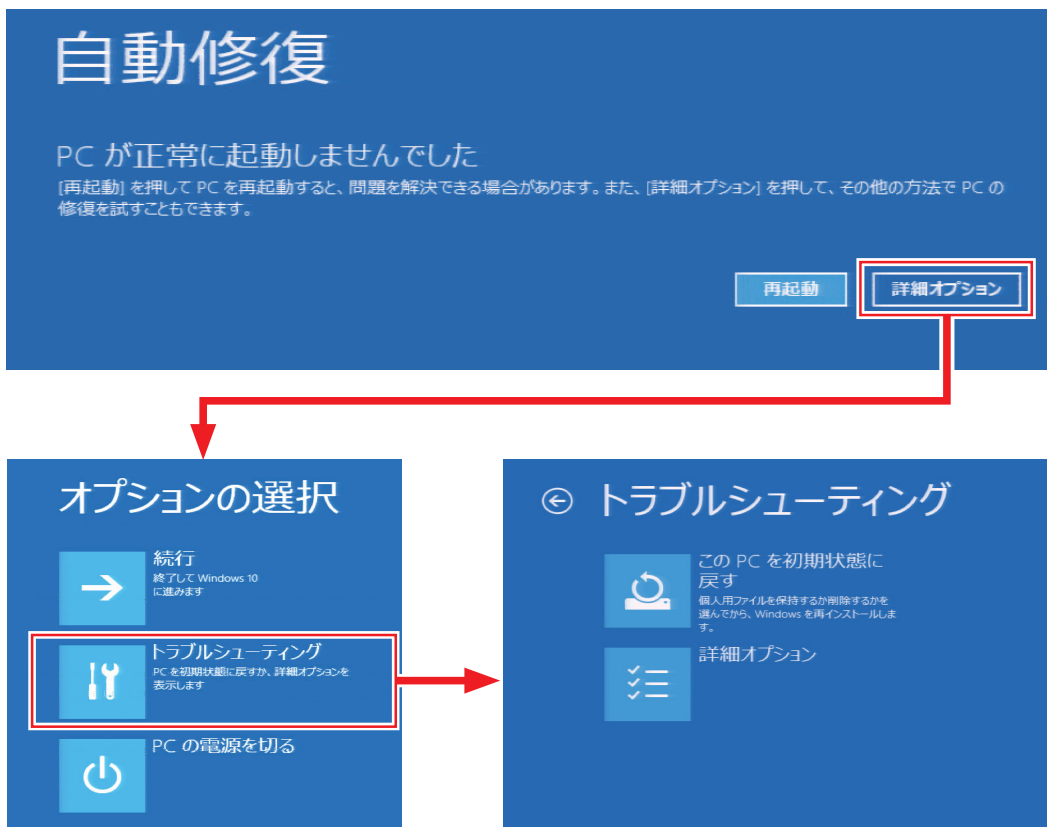 自動修復
PC が正常に起動しませんでした
[再起動] を押して PC を再起動すると、問題を解決できる場合があります。また、[詳細オプション] を押して、その他の方法で PC の
修復を試すこともできます。
再起動
詳細オプション
オプションの選択
続行
終了して Windows 10
に進みます
トラブルシューティング
PC を初期状態に戻すか、詳細オプションを
表示します
PC の電源を切る
トラブルシューティング
この PC を初期状態に
戻す
個人用ファイルを保持するか削除するかを
選んでから、Windows を再インストールしま
す。
詳細オプション